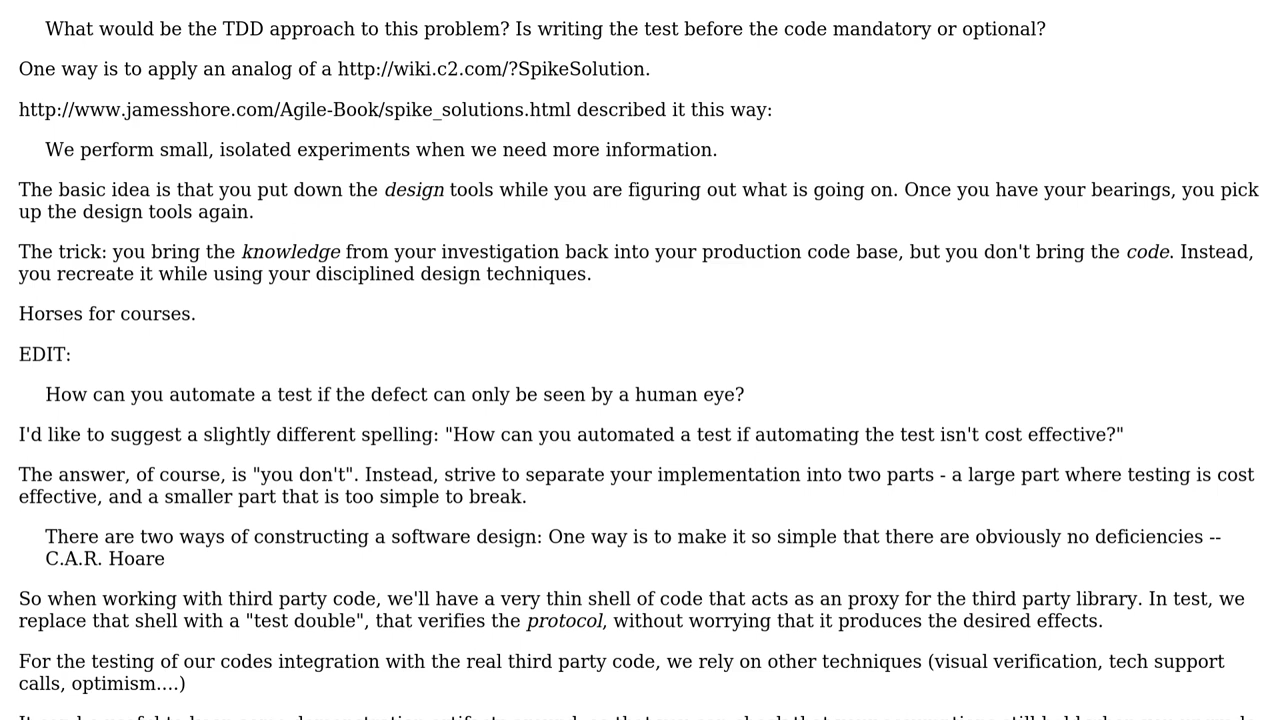 What would be the TDD approach to this problem? Is writing the test before the code mandatory or optional?
One way is to apply an analog of a http://wiki.c2.com/?SpikeSolution.
http://www.jamesshore.com/Agile-Book/spike_solutions.html described it this way:
We perform small, isolated experiments when we need more information.
The basic idea is that you put down the design tools while you are figuring out what is going on. Once you have your bearings, you pick
up the design tools again.
The trick: you bring the knowledge from your investigation back into your production code base, but you don't bring the code. Instead,
you recreate it while using your disciplined design techniques.
Horses for courses.
EDIT:
How can you automate a test if the defect can only be seen by a human eye?
I'd like to suggest a slightly different spelling: "How can you automated a test if automating the test isn't cost effective?"
The answer, of course, is "you don't". Instead, strive to separate your implementation into two parts - a large part where testing is cost
effective, and a smaller part that is too simple to break.
There are two ways of constructing a software design: One way is to make it so simple that there are obviously no deficiencies --
C.A.R. Hoare
So when working with third party code, we'll have a very thin shell of code that acts as an proxy for the third party library. In test, we
replace that shell with a "test double", that verifies the protocol, without worrying that it produces the desired effects.
For the testing of our codes integration with the real third party code, we rely on other techniques (visual verification, tech support
calls, optimism....)